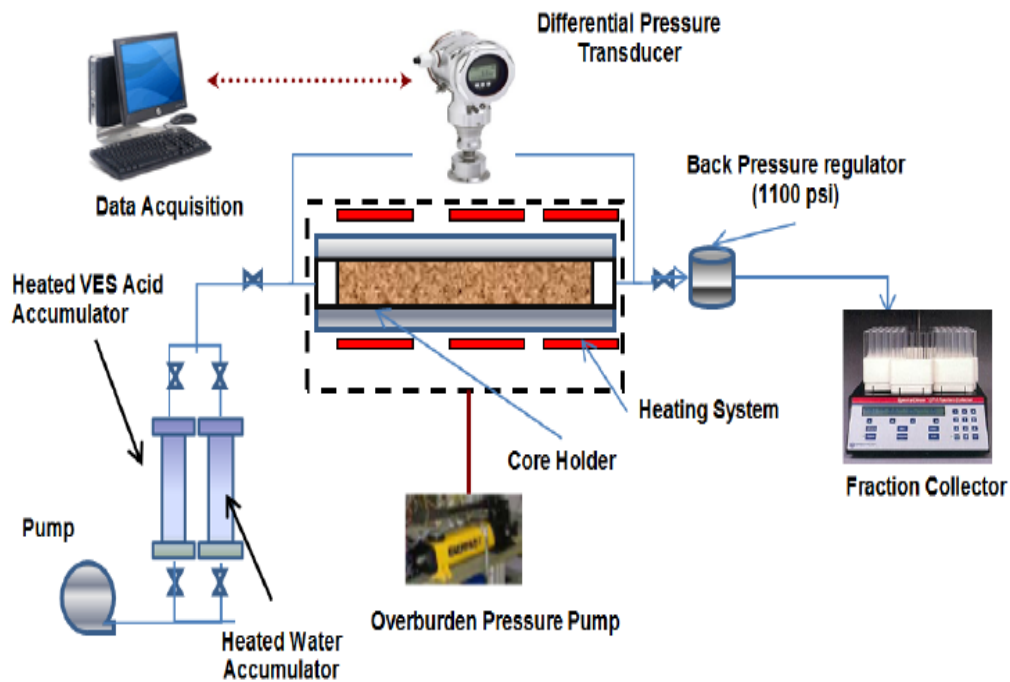 Differential Pressure
Transducer
Data Acquisition
Back Pressure regulator
(1100 psi)
Heated VES Acid
Accumulator
Heating System
Core Holder
Fraction Collector
Pump
Overburden Pressure Pump
Heated Water
Accumulator